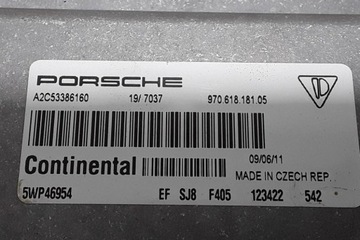 PORSCHE
A2C53386160 19/ 7037 970.618.181.05
Continental 09/06/11
MADE IN CZECH REP.
5WP46954 EF SJ8 F405 123422 542